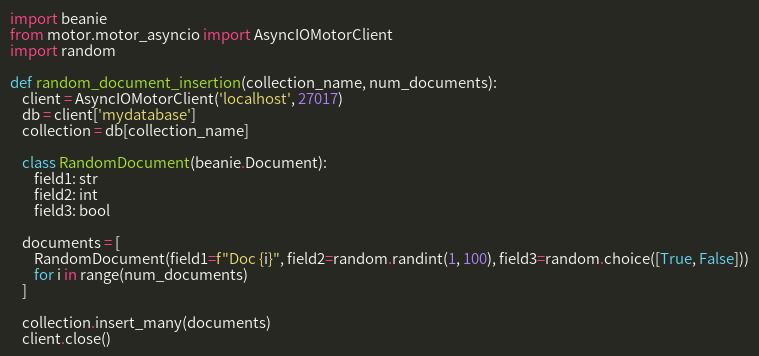 import beanie
from motor.motor_asyncio import AsyncIOMotorClient
import random

def random_document_insertion(collection_name, num_documents):
    client = AsyncIOMotorClient('localhost', 27017)
    db = client['mydatabase']
    collection = db[collection_name]

    class RandomDocument(beanie.Document):
        field1: str
        field2: int
        field3: bool

    documents = [
        RandomDocument(field1=f"Doc {i}", field2=random.randint(1, 100), field3=random.choice([True, False]))
        for i in range(num_documents)
    ]

    collection.insert_many(documents)
    client.close()